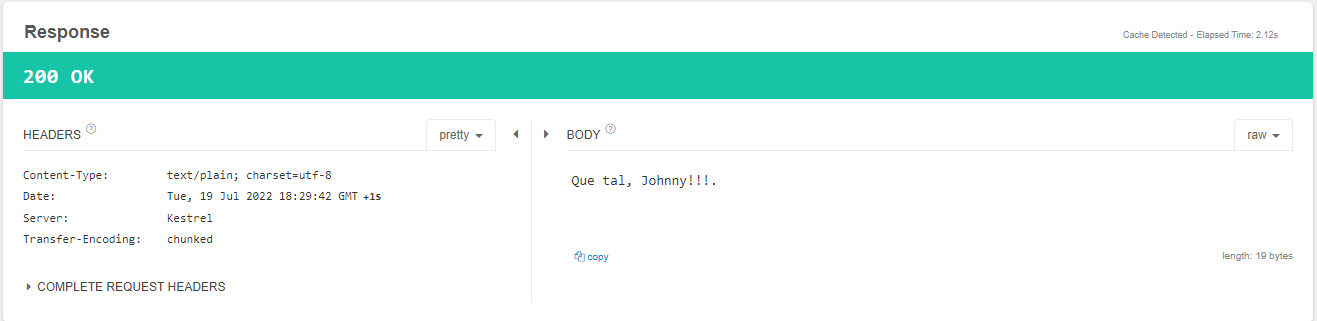 Response
Cache Detected - Elapsed Time: 2.12s
200 OK
HEADERS ?
pretty
Content-Type: text/plain; charset=utf-8
Date: Tue, 19 Jul 2022 18:29:42 GMT +1s
Server: Kestrel
Transfer-Encoding: chunked
COMPLETE REQUEST HEADERS
BODY ?
raw
Que tal, Johnny!!!.
copy
length: 19 bytes